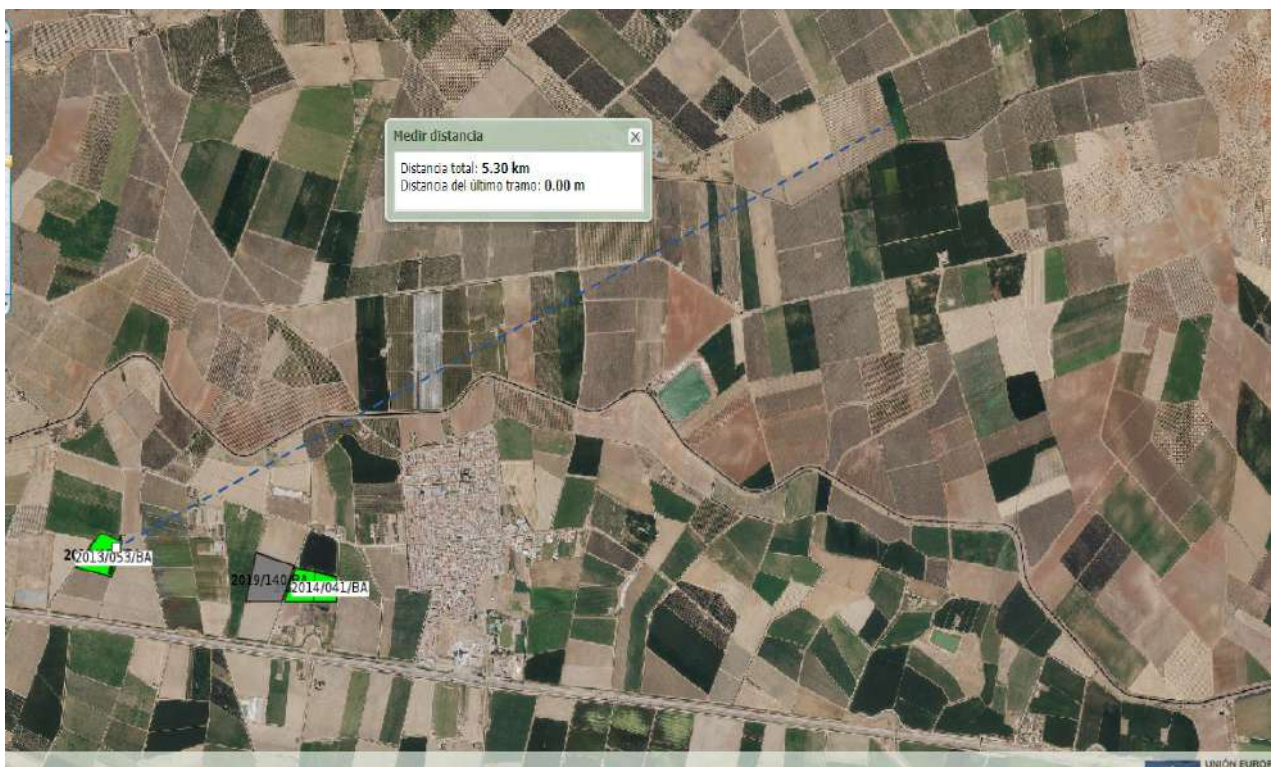 Medir distancia
Distancia total: 5.30 km
Distancia del último tramo: 0.00 m
2013/053/BA
2019/140/BA
2014/041/BA
UNIÓN EUROP